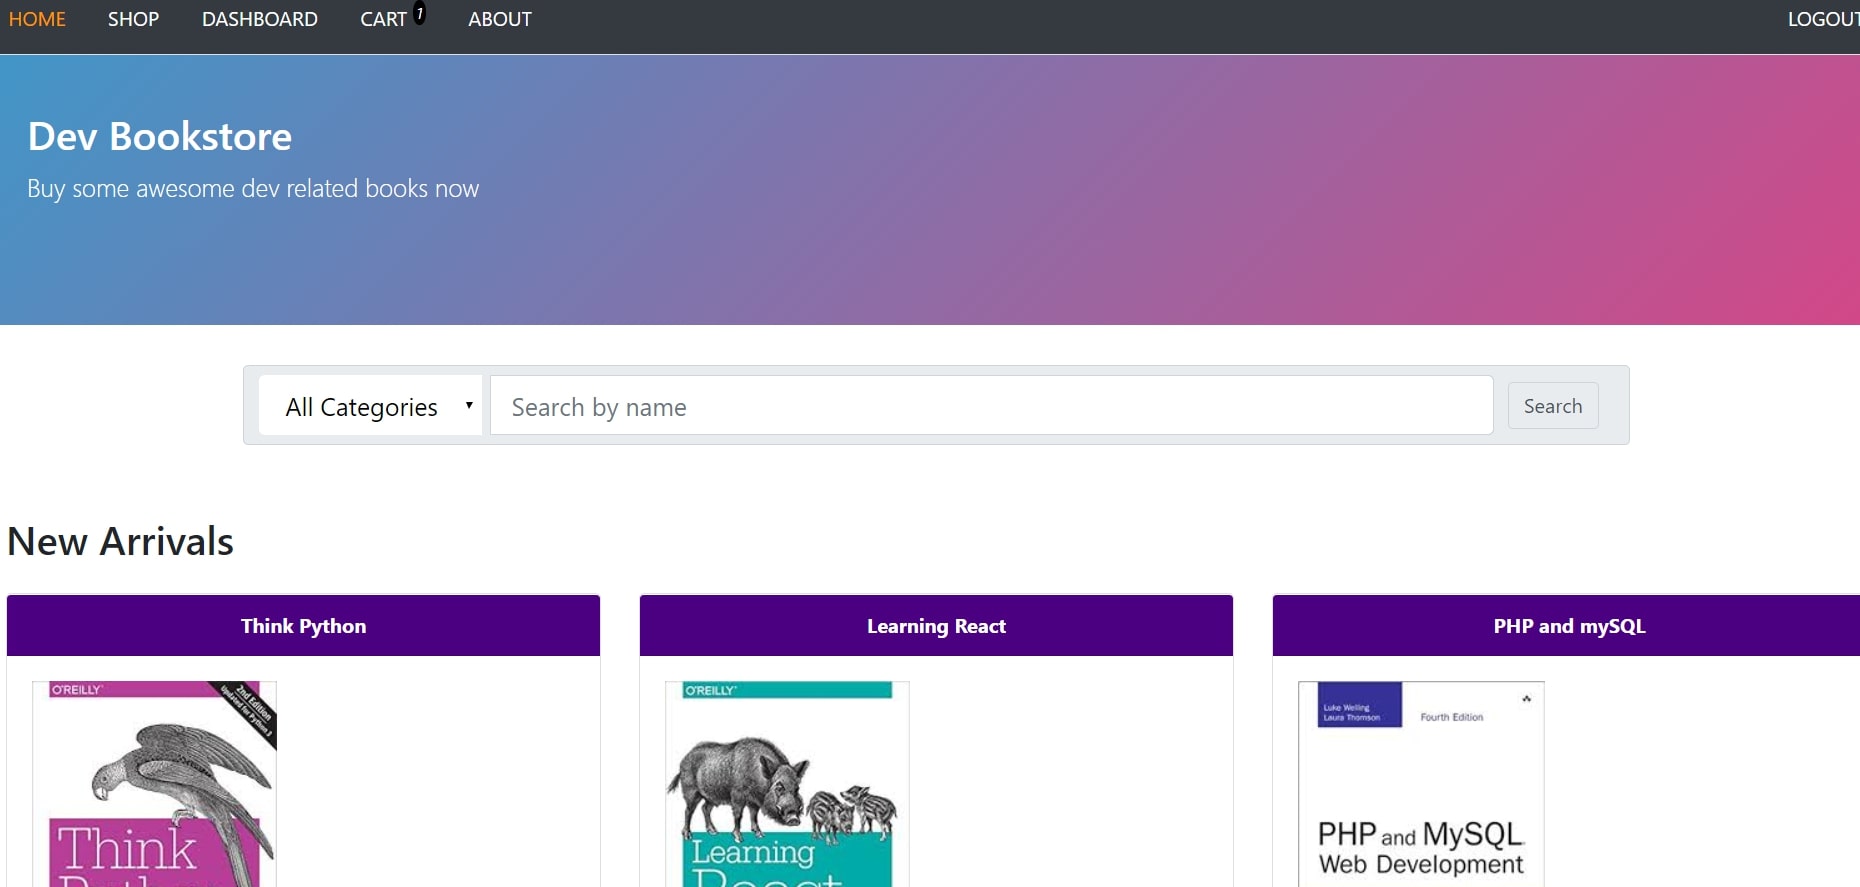 HOME SHOP DASHBOARD CART 1 ABOUT LOGOUT
Dev Bookstore
Buy some awesome dev related books now
All Categories Search by name Search
New Arrivals
Think Python
O'REILLY
2nd Edition
Updated for Python 3
Think
Python
Learning React
O'REILLY
Learning
React
PHP and mySQL
Luke Welling
Laura Thomson
Fourth Edition
PHP and MySQL
Web Development